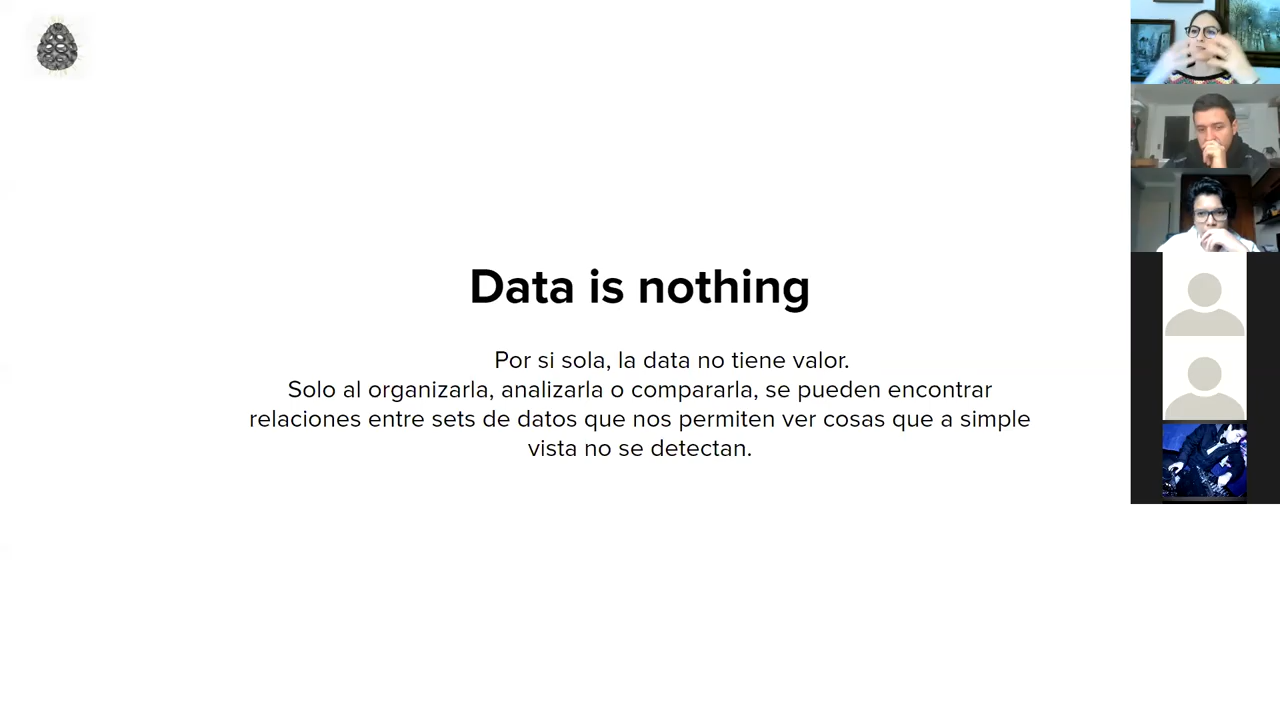 Data is nothing
Por si sola, la data no tiene valor.
Solo al organizarla, analizarla o compararla, se pueden encontrar
relaciones entre sets de datos que nos permiten ver cosas que a simple
vista no se detectan.